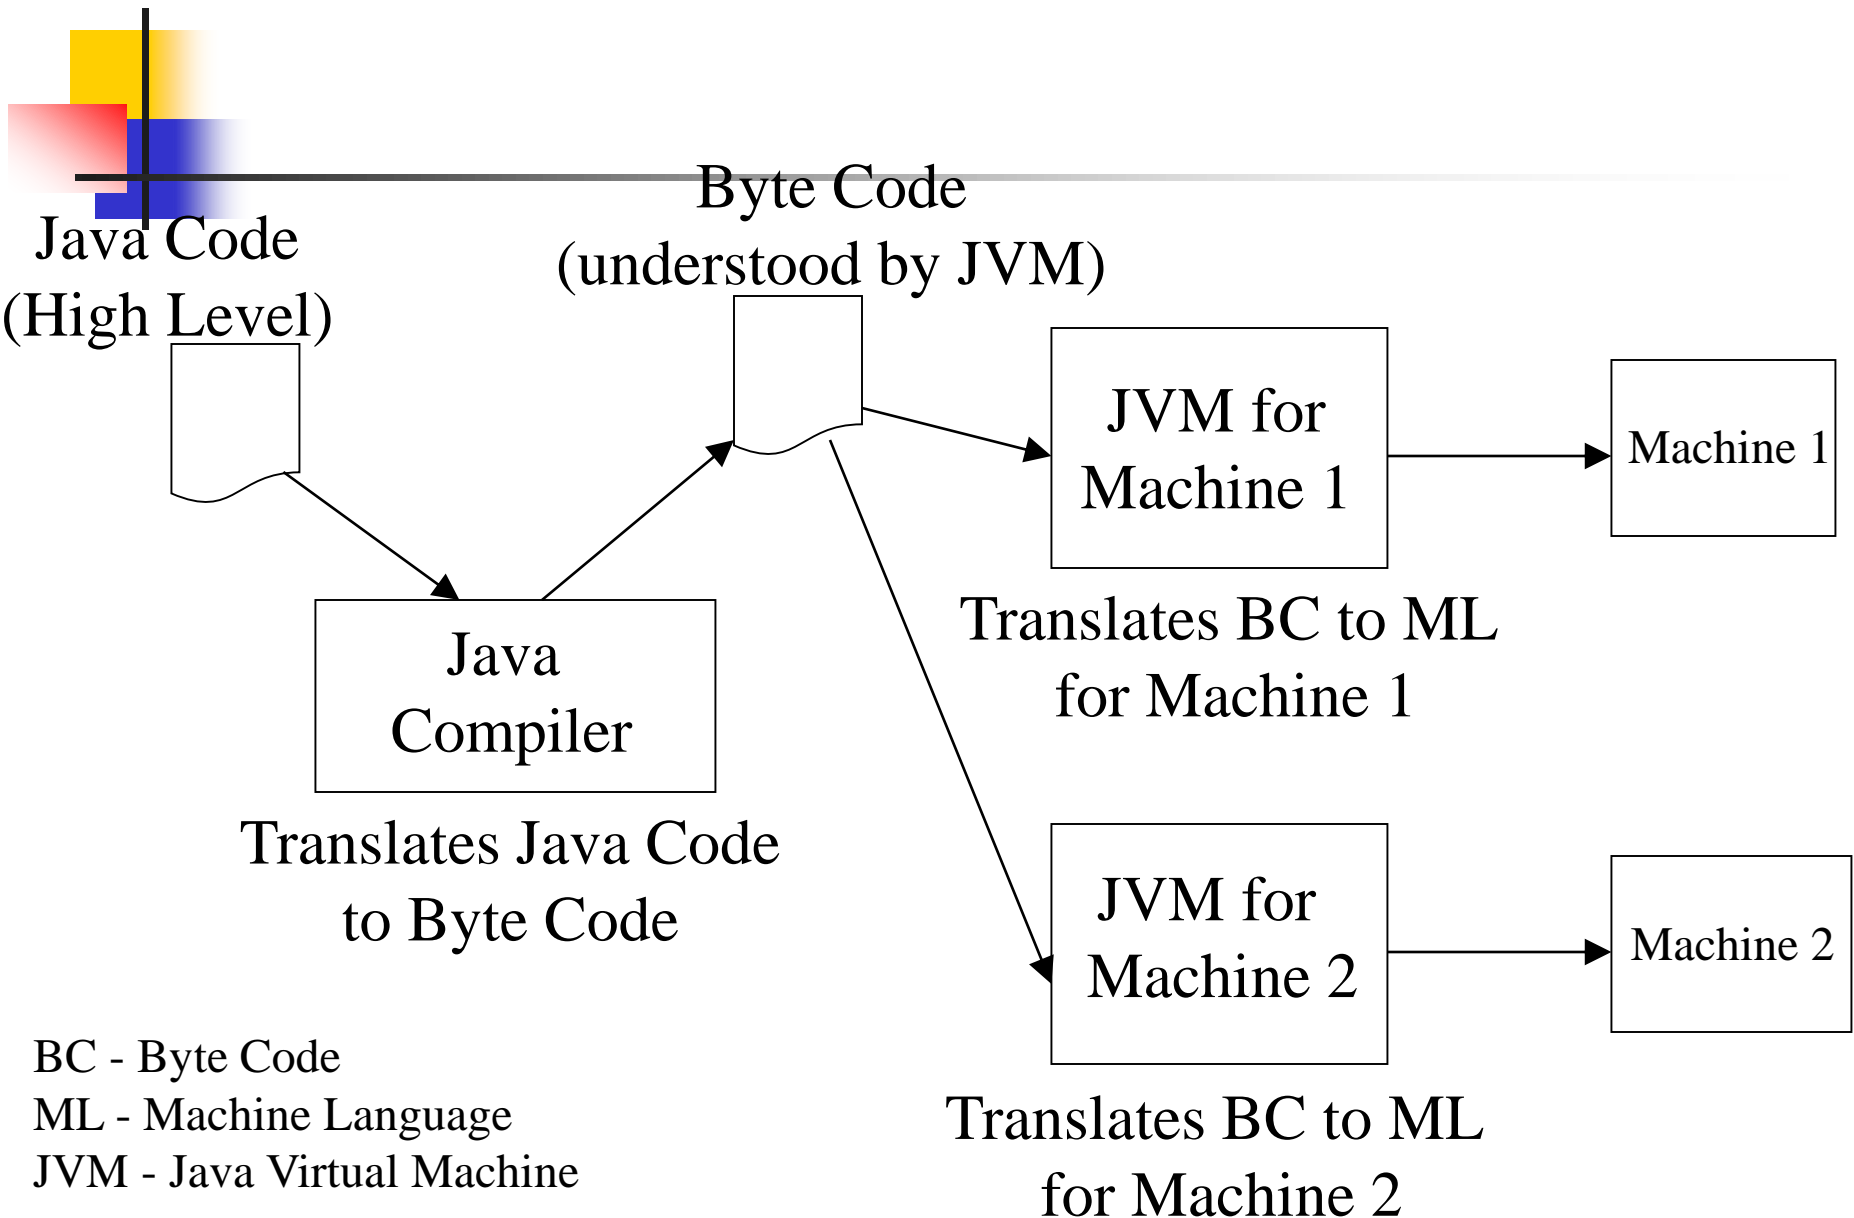 Java Code
(High Level)
Byte Code
(understood by JVM)
Java
Compiler
Translates Java Code
to Byte Code
JVM for
Machine 1
Translates BC to ML
for Machine 1
Machine 1
JVM for
Machine 2
Translates BC to ML
for Machine 2
Machine 2
BC - Byte Code
ML - Machine Language
JVM - Java Virtual Machine